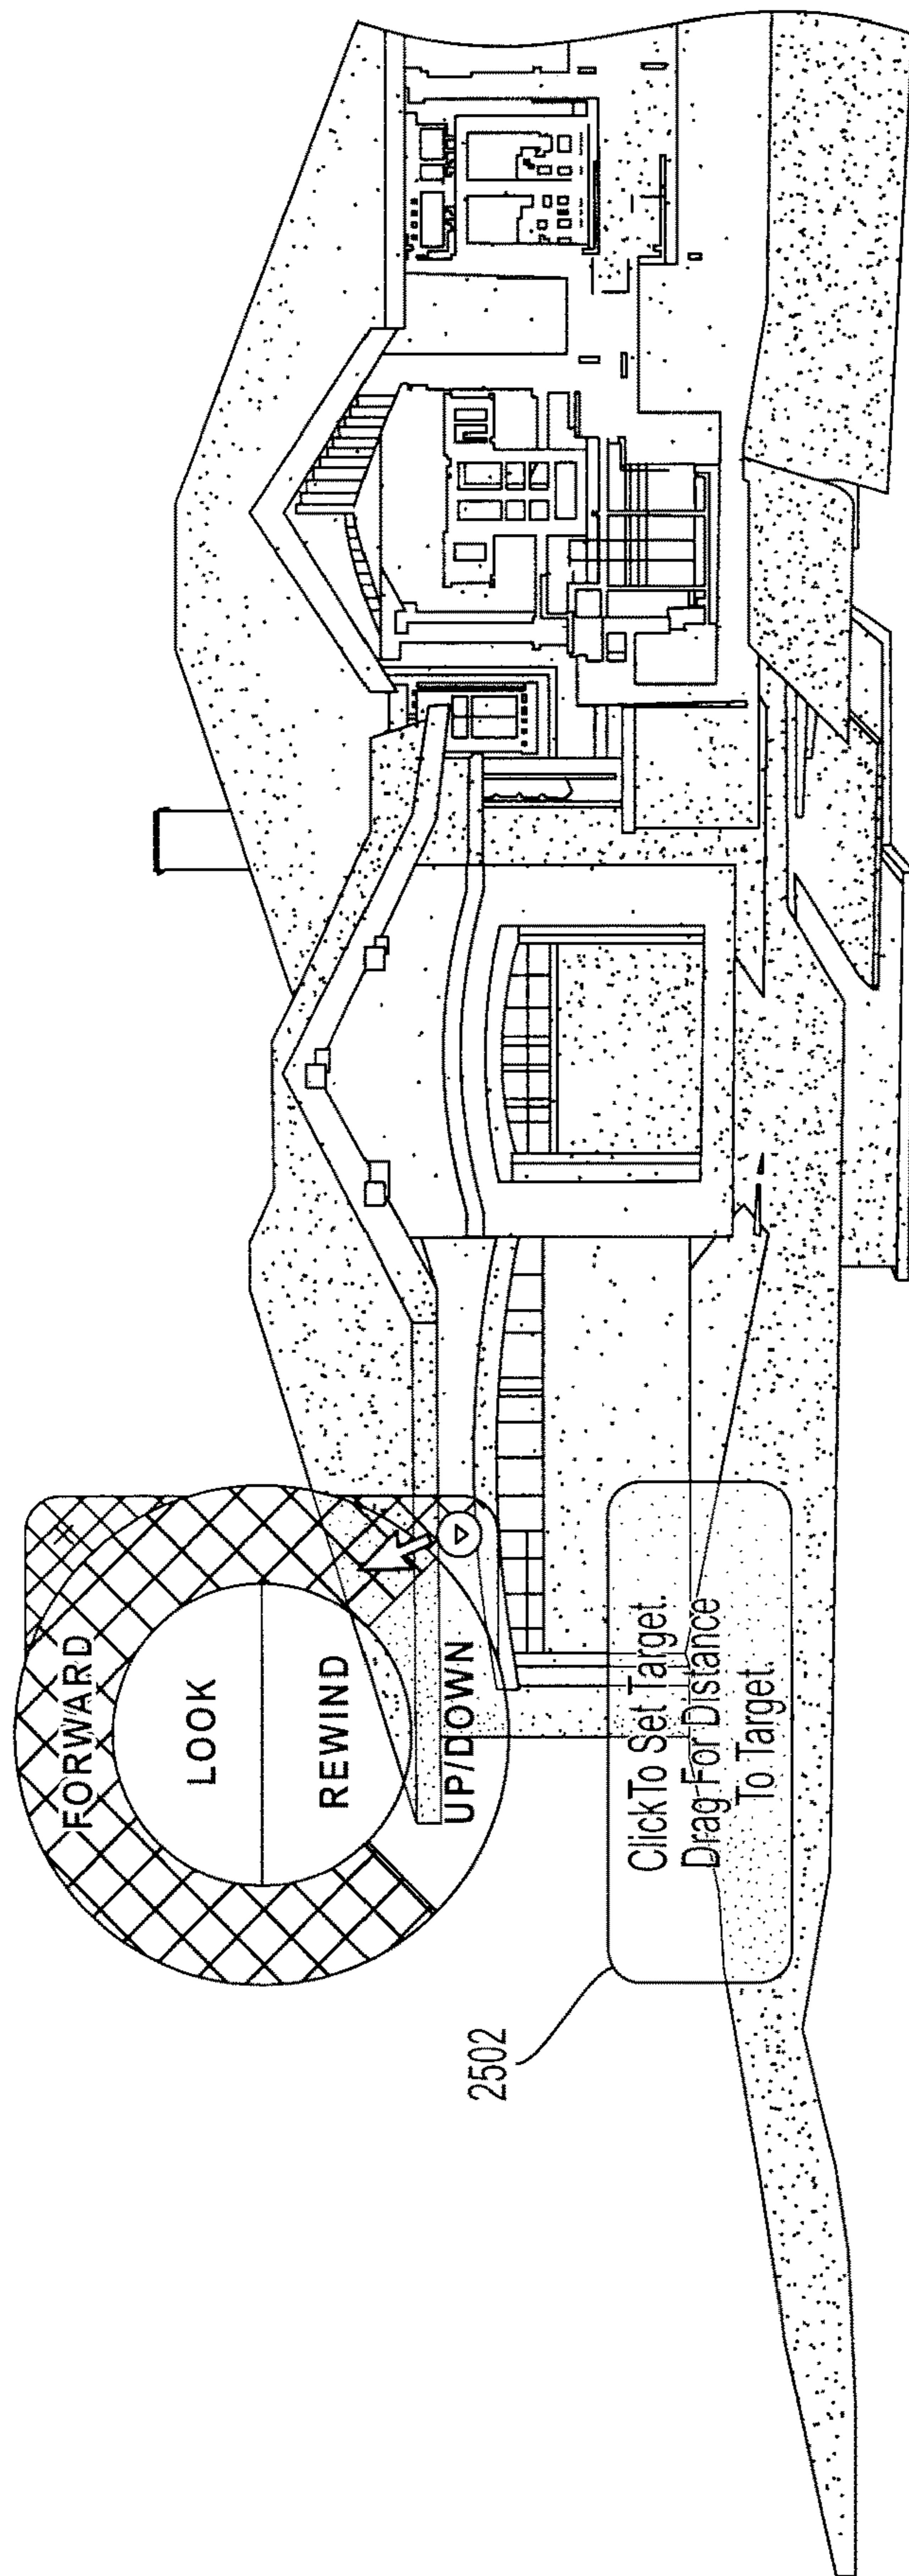 FORWARD
LOOK
REWIND
UP/DOWN
ClickTo Set Target.
Drag For Distance
To Target.
2502